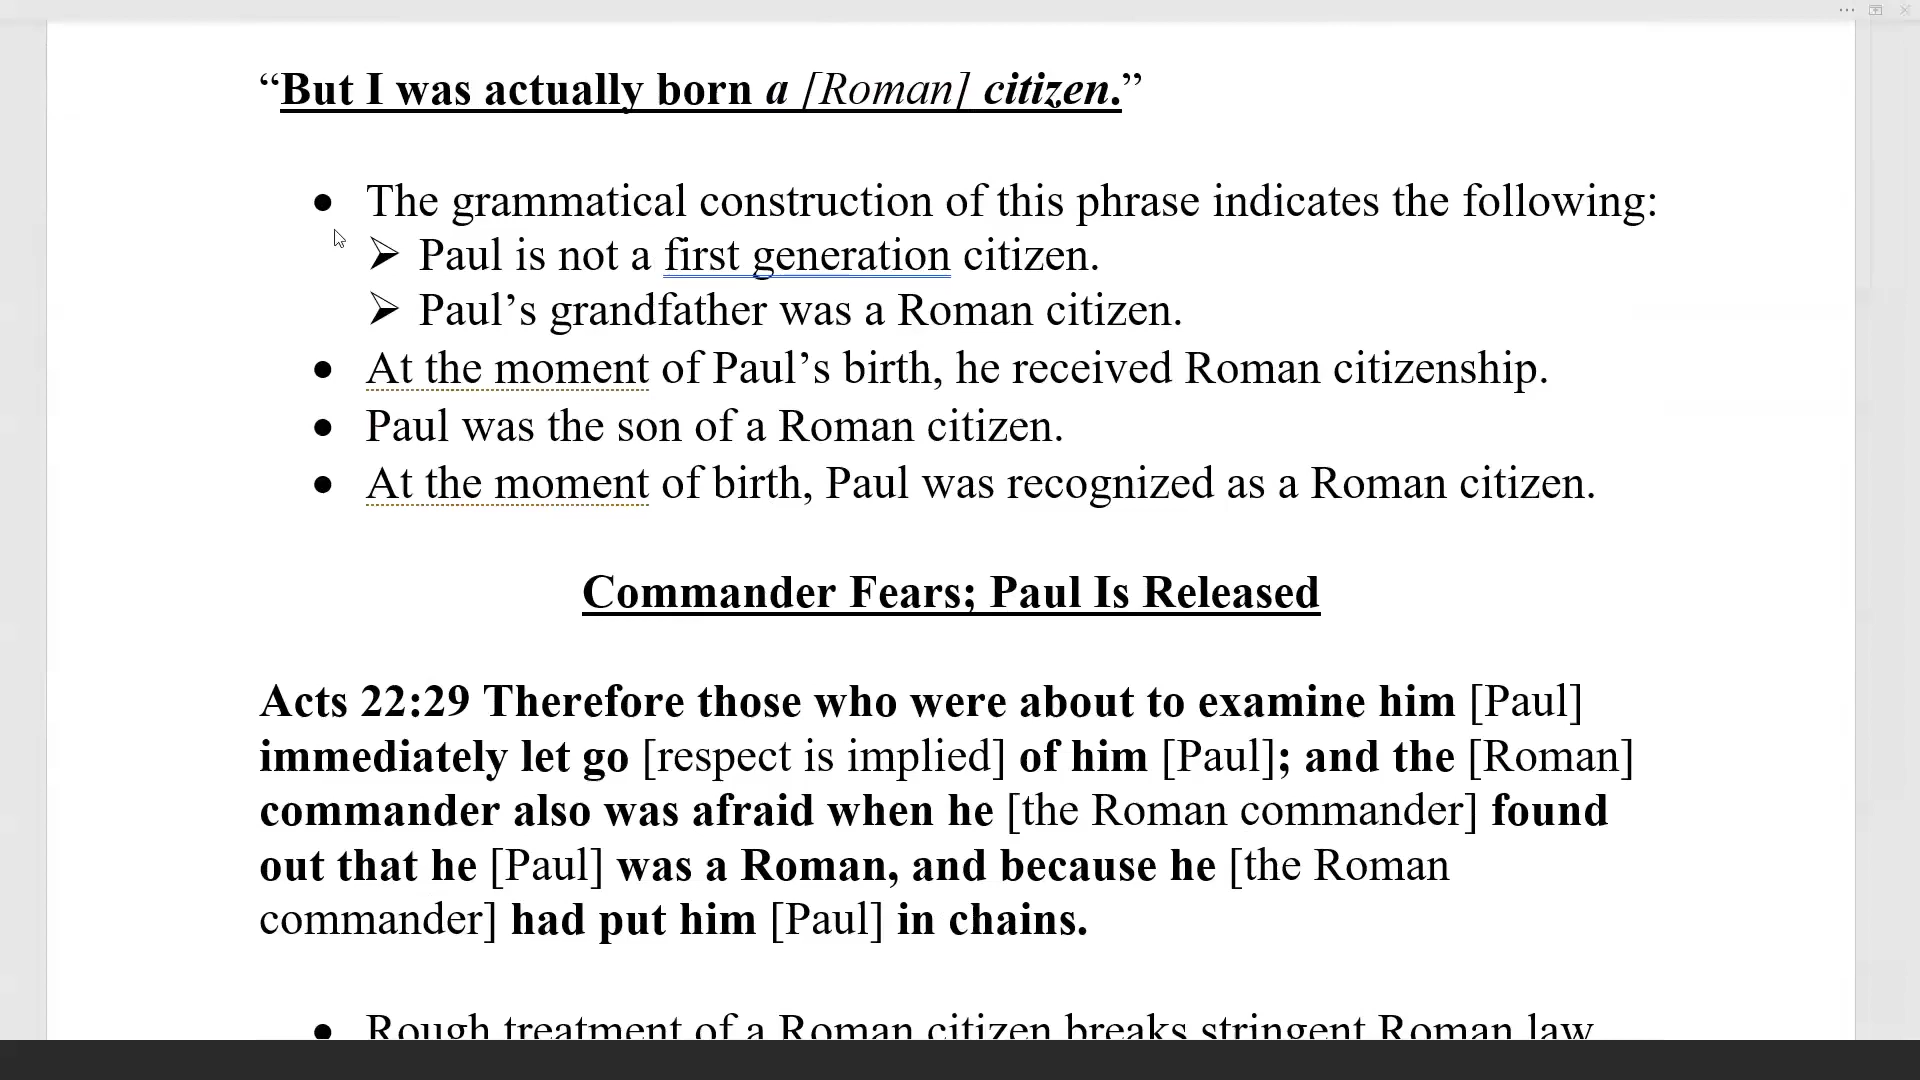 “But I was actually born a [Roman] citizen.”
• The grammatical construction of this phrase indicates the following:
➢ Paul is not a first generation citizen.
➢ Paul’s grandfather was a Roman citizen.
• At the moment of Paul’s birth, he received Roman citizenship.
• Paul was the son of a Roman citizen.
• At the moment of birth, Paul was recognized as a Roman citizen.
Commander Fears; Paul Is Released
Acts 22:29 Therefore those who were about to examine him [Paul]
immediately let go [respect is implied] of him [Paul]; and the [Roman]
commander also was afraid when he [the Roman commander] found
out that he [Paul] was a Roman, and because he [the Roman
commander] had put him [Paul] in chains.
• Rough treatment of a Roman citizen breaks stringent Roman law